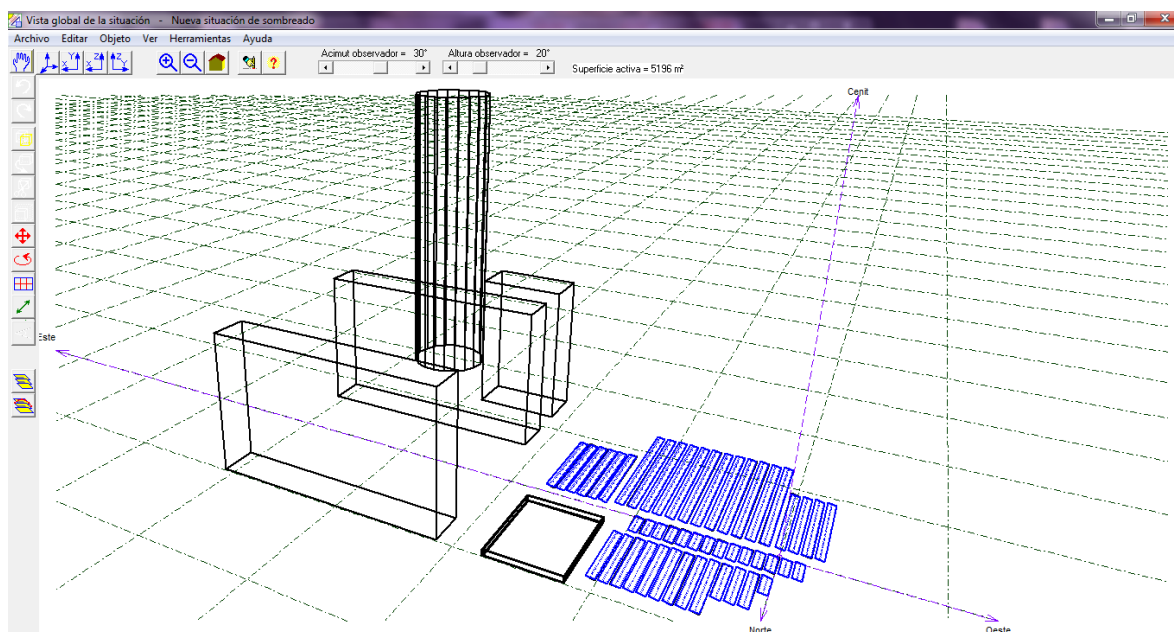 Vista global de la situación - Nueva situación de sombreado
Archivo Editar Objeto Ver Herramientas Ayuda
Acimut observador = 30° Altura observador = 20°
Superficie activa = 5196 m²
Cenit
Este
Norte
Oeste